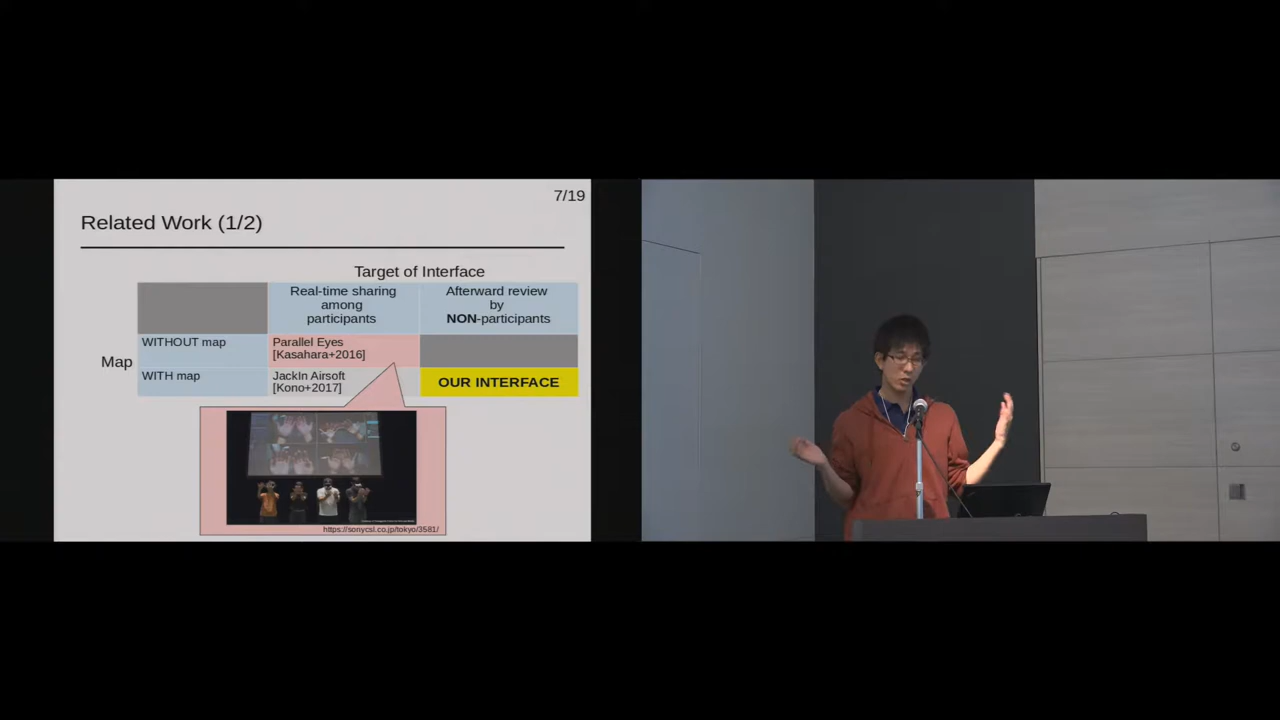 7/19
Related Work (1/2)
Target of Interface
Real-time sharing
among
participants
Afterward review
by
NON-participants
Map
WITHOUT map
Parallel Eyes
[Kasahara+2016]
WITH map
JackIn Airsoft
[Kono+2017]
OUR INTERFACE
https://sonycsl.co.jp/tokyo/3581/